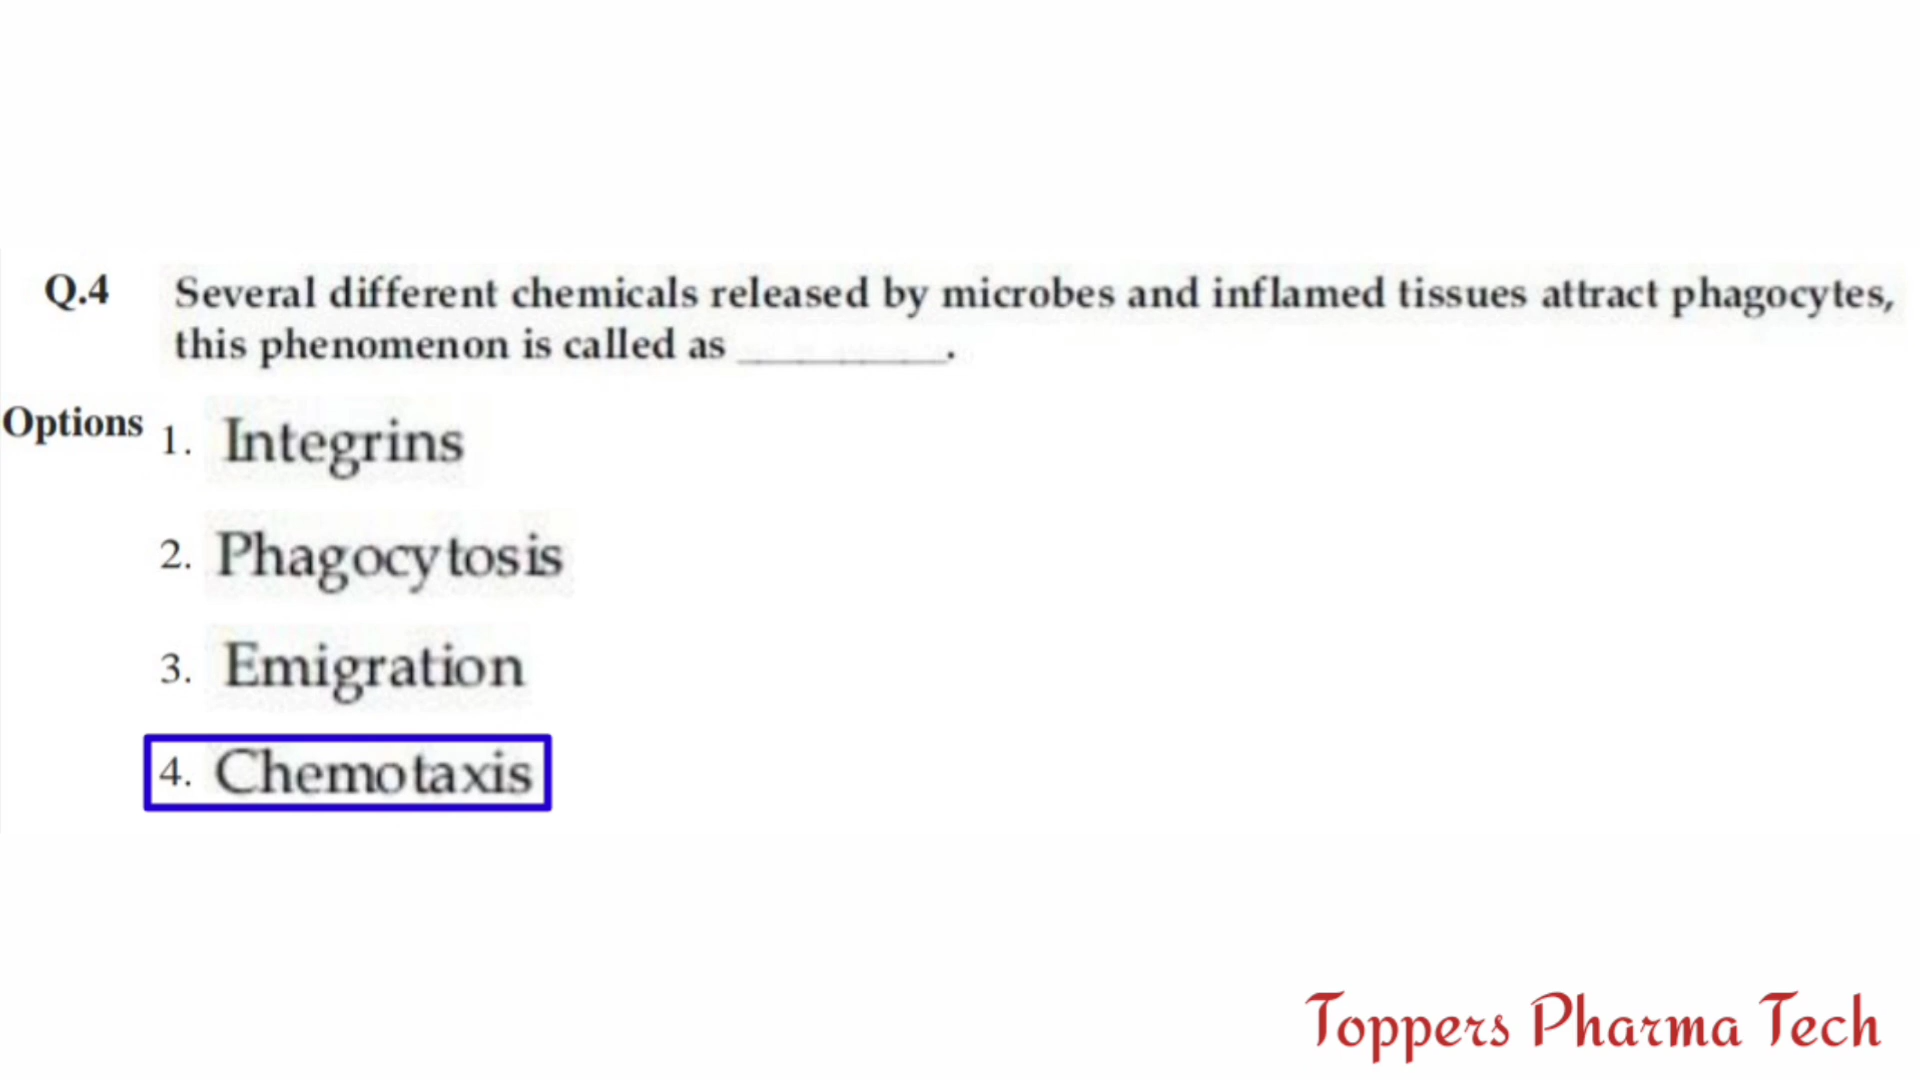 Q.4 Several different chemicals released by microbes and inflamed tissues attract phagocytes,
this phenomenon is called as __________.
Options 1. Integrins
2. Phagocytosis
3. Emigration
4. Chemotaxis
Toppers Pharma Tech